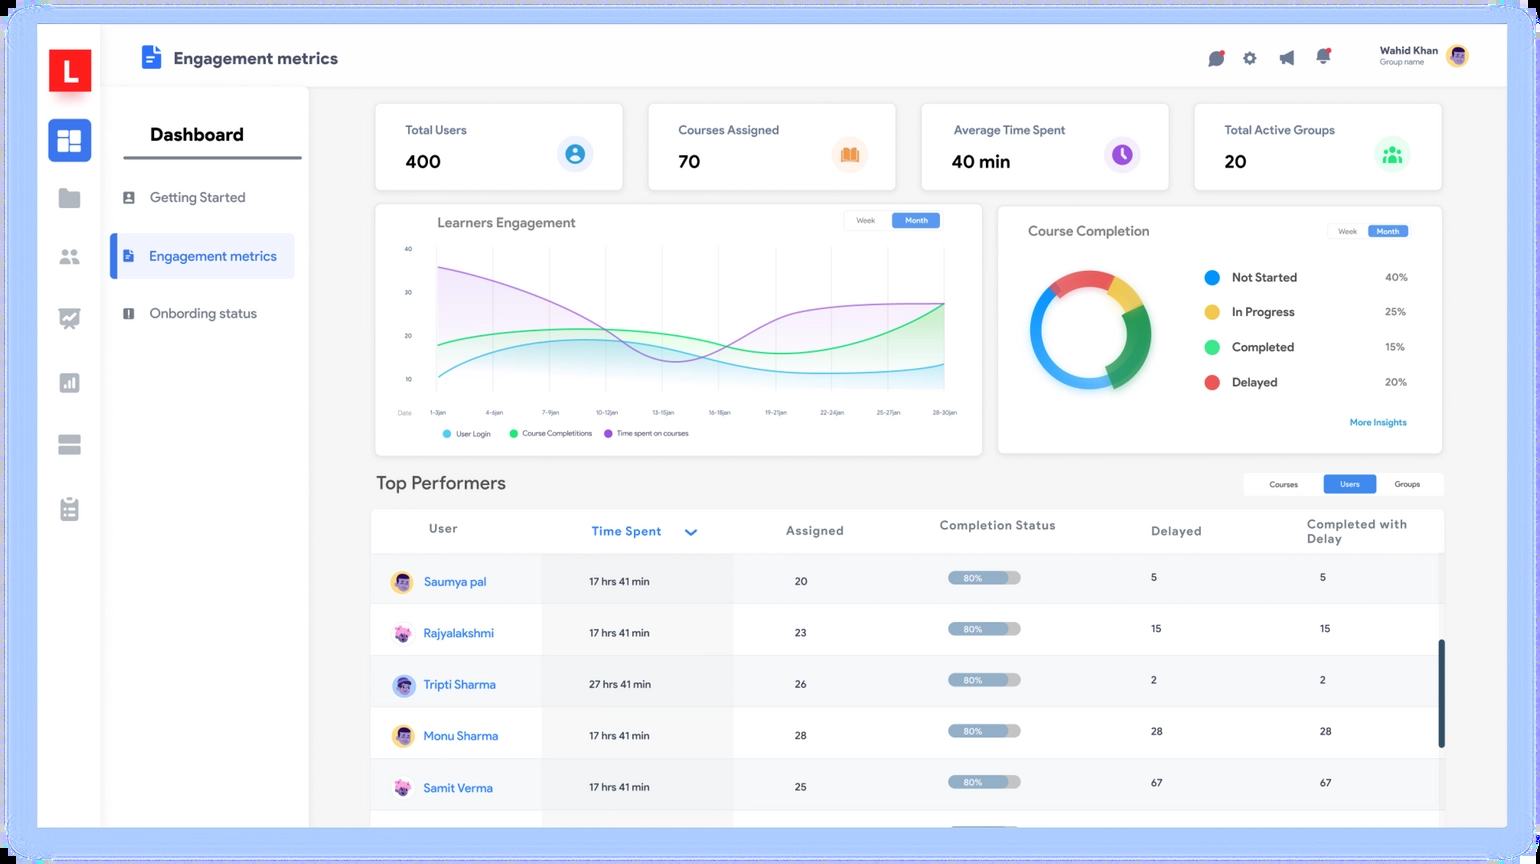 L
Engagement metrics
Wahid Khan
Group name
Dashboard
Getting Started
Engagement metrics
Onbording status
Total Users
400
Courses Assigned
70
Average Time Spent
40 min
Total Active Groups
20
Learners Engagement
Week Month
40
30
20
10
Date 1-3jan 4-6jan 7-9jan 10-12jan 13-15jan 16-18jan 19-21jan 22-24jan 25-27jan 28-30jan
User Login Course Completitions Time spent on courses
Course Completion
Week Month
Not Started 40%
In Progress 25%
Completed 15%
Delayed 20%
More Insights
Top Performers
Courses Users Groups
User Time Spent Assigned Completion Status Delayed Completed with
Delay
Saumya pal 17 hrs 41 min 20 80% 5 5
Rajyalakshmi 17 hrs 41 min 23 80% 15 15
Tripti Sharma 27 hrs 41 min 26 80% 2 2
Monu Sharma 17 hrs 41 min 28 80% 28 28
Samit Verma 17 hrs 41 min 25 80% 67 67